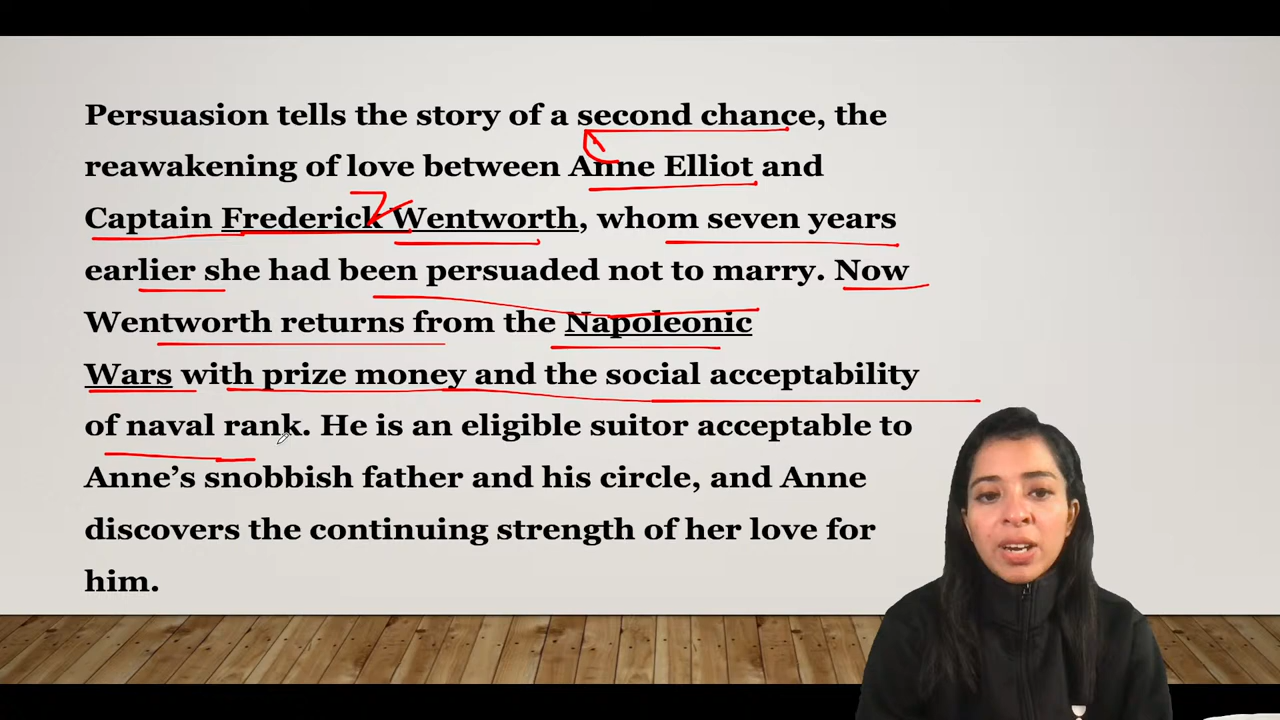 Persuasion tells the story of a second chance, the
reawakening of love between Anne Elliot and
Captain Frederick Wentworth, whom seven years
earlier she had been persuaded not to marry. Now
Wentworth returns from the Napoleonic
Wars with prize money and the social acceptability
of naval rank. He is an eligible suitor acceptable to
Anne’s snobbish father and his circle, and Anne
discovers the continuing strength of her love for
him.